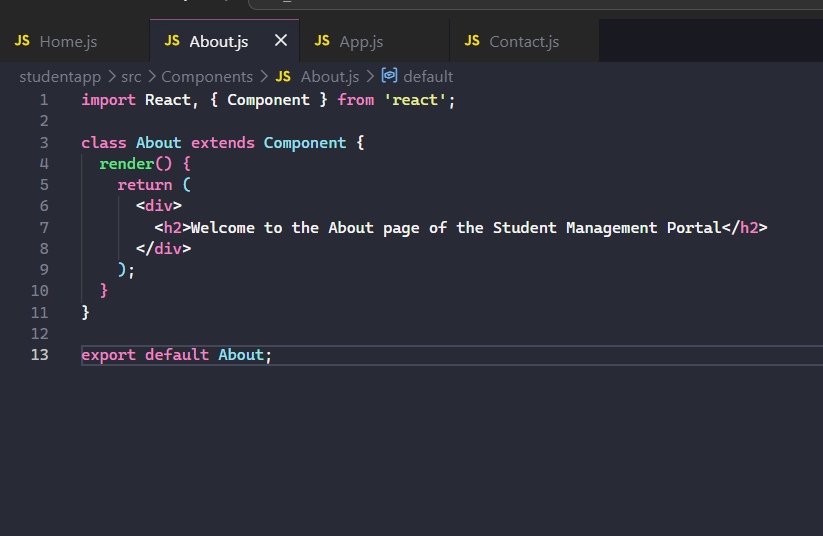 JS Home.js JS About.js × JS App.js JS Contact.js
studentapp > src > Components > JS About.js > default
1 import React, { Component } from 'react';
2
3 class About extends Component {
4   render() {
5     return (
6       <div>
7         <h2>Welcome to the About page of the Student Management Portal</h2>
8       </div>
9     );
10   }
11 }
12
13 export default About;